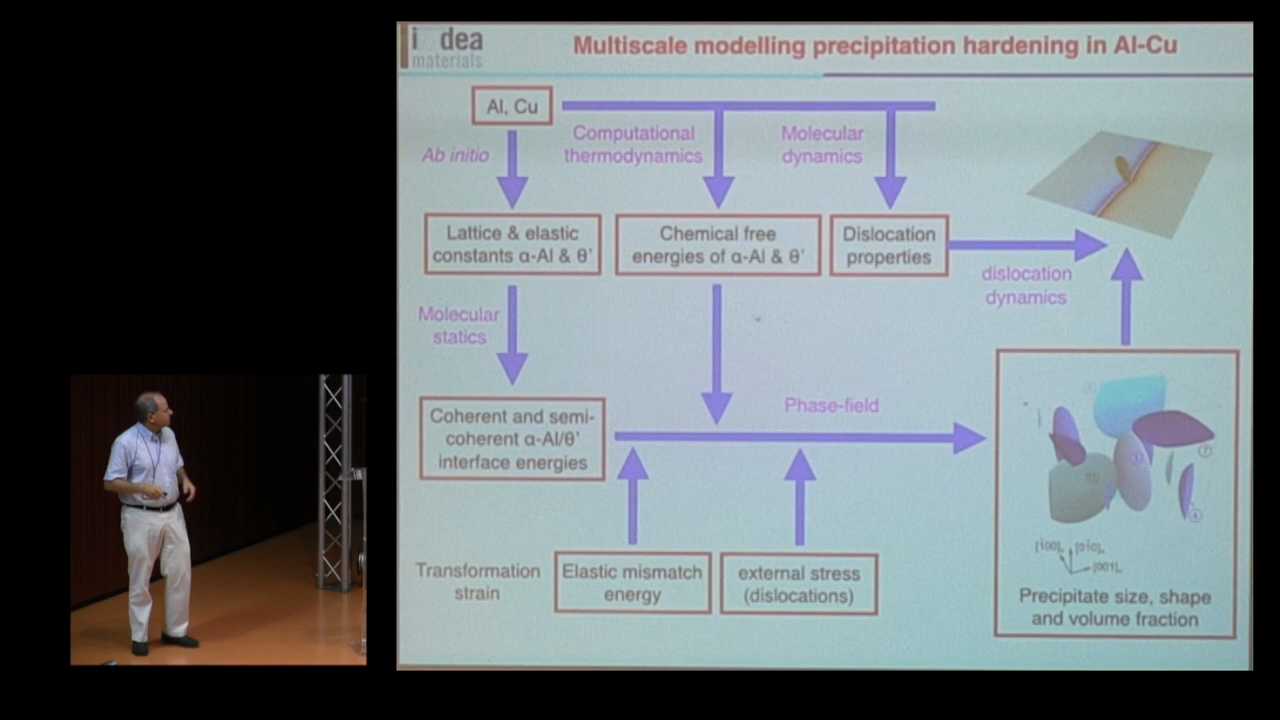 i dea
materials
Multiscale modelling precipitation hardening in Al-Cu
Al, Cu
Ab initio
Computational
thermodynamics
Molecular
dynamics
Lattice & elastic
constants α-Al & θ'
Chemical free
energies of α-Al & θ'
Dislocation
properties
dislocation
dynamics
Molecular
statics
Coherent and semi-
coherent α-Al/θ'
interface energies
Phase-field
Transformation
strain
Elastic mismatch
energy
external stress
(dislocations)
Precipitate size, shape
and volume fraction